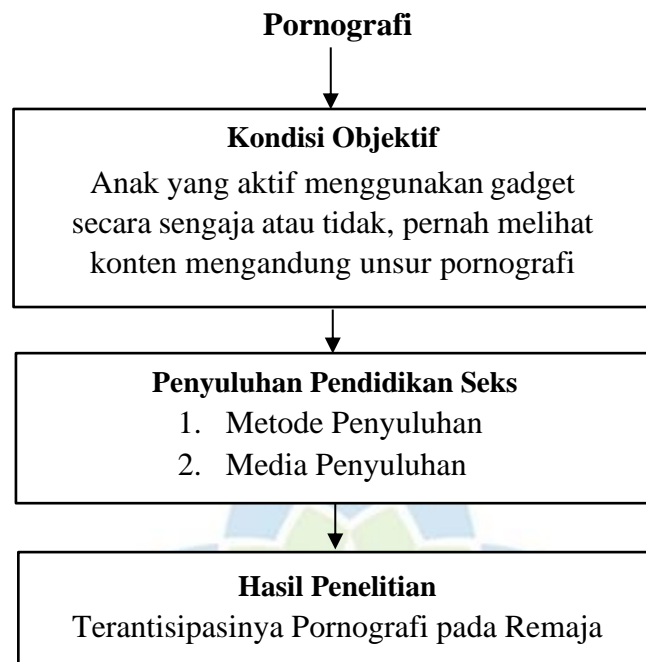 Pornografi
Kondisi Objektif
Anak yang aktif menggunakan gadget
secara sengaja atau tidak, pernah melihat
konten mengandung unsur pornografi
Penyuluhan Pendidikan Seks
1. Metode Penyuluhan
2. Media Penyuluhan
Hasil Penelitian
Terantisipasinya Pornografi pada Remaja